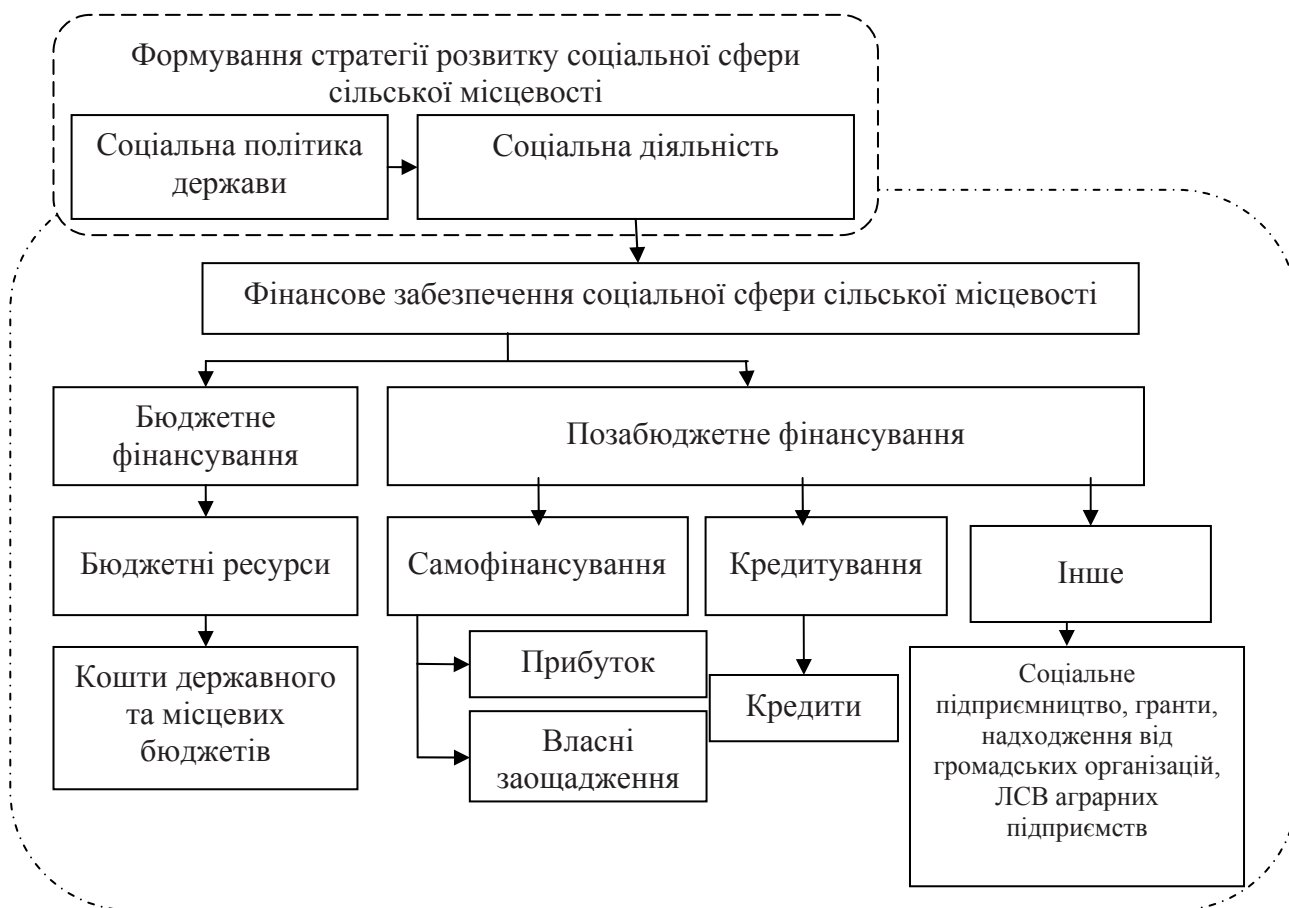 Формування стратегії розвитку соціальної сфери
сільської місцевості
Соціальна політика
держави
Соціальна діяльність
Фінансове забезпечення соціальної сфери сільської місцевості
Бюджетне
фінансування
Позабюджетне фінансування
Бюджетні ресурси
Самофінансування
Кредитування
Інше
Кошти державного
та місцевих
бюджетів
Прибуток
Власні
заощадження
Кредити
Соціальне
підприємництво, гранти,
надходження від
громадських організацій,
ЛСВ аграрних
підприємств